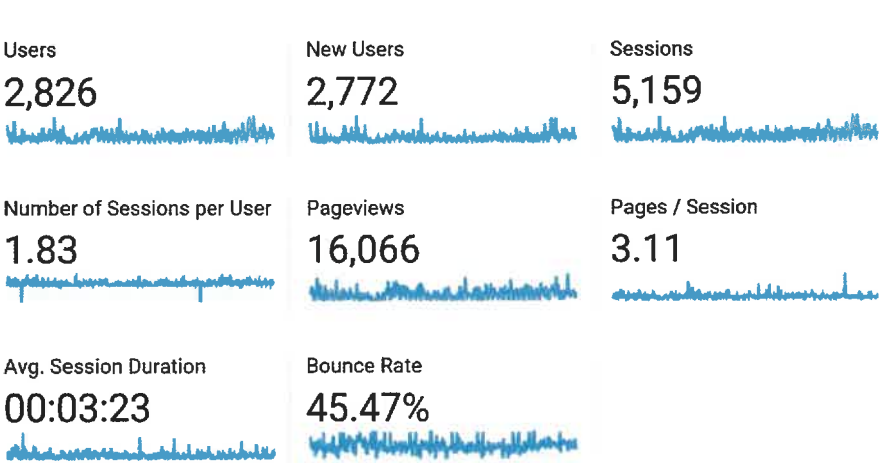 Users
2,826
New Users
2,772
Sessions
5,159
Number of Sessions per User
1.83
Pageviews
16,066
Pages / Session
3.11
Avg. Session Duration
00:03:23
Bounce Rate
45.47%